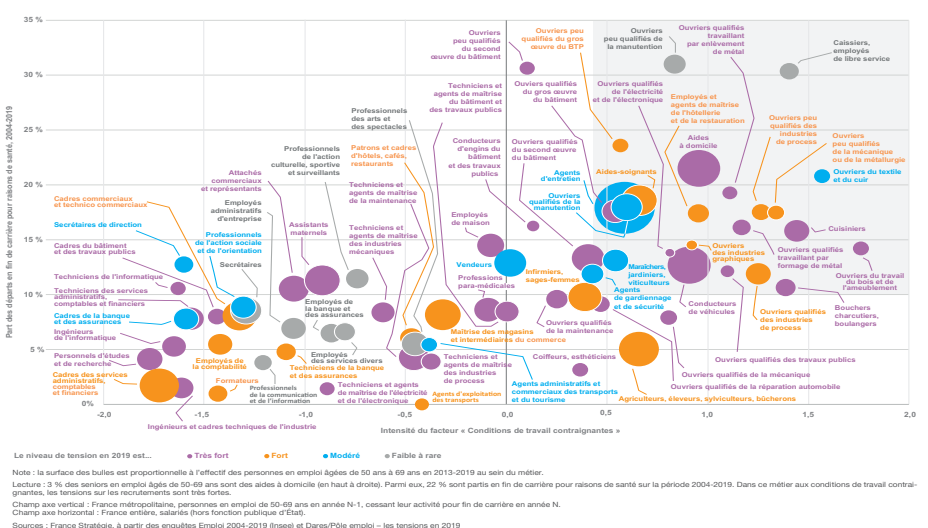 35 %
30 %
25 %
20 %
15 %
10 %
5 %
0%
Part des départs en fin de carrière pour raisons de santé, 2004-2019
Ouvriers
peu qualifiés
du second
œuvre du bâtiment
Ouvriers peu
qualifiés du gros
œuvre du BTP
Ouvriers
peu qualifiés de
la manutention
Ouvriers qualifiés
travaillant
par enlèvement
de métal
Caissiers,
employés
de libre service
Techniciens et
agents de maîtrise
du bâtiment et
des travaux publics
Ouvriers qualifiés
du gros œuvre
du bâtiment
Ouvriers qualifiés
de l'électricité
et de l'électronique
Employés et
agents de maîtrise
de l'hôtellerie
et de la restauration
Professionnels
des arts et
des spectacles
Ouvriers peu
qualifiés des
industries
de process
Ouvriers
peu qualifiés
de la mécanique
ou de la métallurgie
Professionnels
de l'action
culturelle, sportive
et surveillants
Patrons et cadres
d'hôtels, cafés,
restaurants
Conducteurs
d'engins du
bâtiment
et des travaux
publics
Ouvriers qualifiés
du second œuvre
du bâtiment
Aides
à domicile
Attachés
commerciaux
et représentants
Techniciens et
agents de maîtrise
de la maintenance
Agents
d'entretien
Aides-soignants
Ouvriers du textile
et du cuir
Cadres commerciaux
et technico commerciaux
Employés
administratifs
d'entreprise
Ouvriers
qualifiés de la
manutention
Secrétaires de direction
Professionnels
de l'action sociale
et de l'orientation
Assistants
maternels
Techniciens et
agents de maîtrise
des industries
mécaniques
Employés
de maison
Cuisiniers
Cadres du bâtiment
et des travaux publics
Secrétaires
Vendeurs
Infirmiers,
sages-femmes
Maraîchers,
jardiniers,
viticulteurs
Ouvriers
des industries
graphiques
Ouvriers qualifiés
travaillant par
formage de métal
Techniciens de l'informatique
Professions
para-médicales
Ouvriers du travail
du bois et de
l'ameublement
Techniciens des services
administratifs,
comptables et financiers
Employés de
la banque et
des assurances
Agents
de gardiennage
et de sécurité
Conducteurs
de véhicules
Ouvriers qualifiés
des industries
de process
Bouchers
charcutiers,
boulangers
Cadres de la banque
et des assurances
Ouvriers qualifiés
de la maintenance
Ingénieurs
de l'informatique
Maîtrise des magasins
et intermédiaires du commerce
Personnels d'études
et de recherche
Employés de
la comptabilité
Employés
des services divers
Techniciens de la banque
et des assurances
Techniciens et
agents de maîtrise
des industries
de process
Coiffeurs, esthéticiens
Ouvriers qualifiés des travaux publics
Cadres des services
administratifs,
comptables
et financiers
Formateurs
Professionnels
de la communication
et de l'information
Techniciens et agents
de maîtrise de l'électricité
et de l'électronique
Agents d'exploitation
des transports
Agents administratifs et
commerciaux des transports
et du tourisme
Ouvriers qualifiés de la mécanique
Ouvriers qualifiés de la réparation automobile
Agriculteurs, éleveurs, sylviculteurs, bûcherons
-2,0
-1,5
-1,0
-0,5
0,0
0,5
1,0
1,5
2,0
Ingénieurs et cadres techniques de l'industrie
Intensité du facteur « Conditions de travail contraignantes »
Le niveau de tension en 2019 est...
Très fort
Fort
Modéré
Faible à rare
Note : la surface des bulles est proportionnelle à l'effectif des personnes en emploi âgées de 50 ans à 69 ans en 2013-2019 au sein du métier.
Lecture : 3 % des seniors en emploi âgés de 50-69 ans sont des aides à domicile (en haut à droite). Parmi eux, 22 % sont partis en fin de carrière pour raisons de santé sur la période 2004-2019. Dans ce métier aux conditions de travail contrai-
gnantes, les tensions sur les recrutements sont très fortes.
Champ axe vertical : France métropolitaine, personnes en emploi de 50-69 ans en année N-1, cessant leur activité pour fin de carrière en année N.
Champ axe horizontal : France entière, salariés (hors fonction publique d'État).
Sources : France Stratégie, à partir des enquêtes Emploi 2004-2019 (Insee) et Dares/Pôle emploi – les tensions en 2019